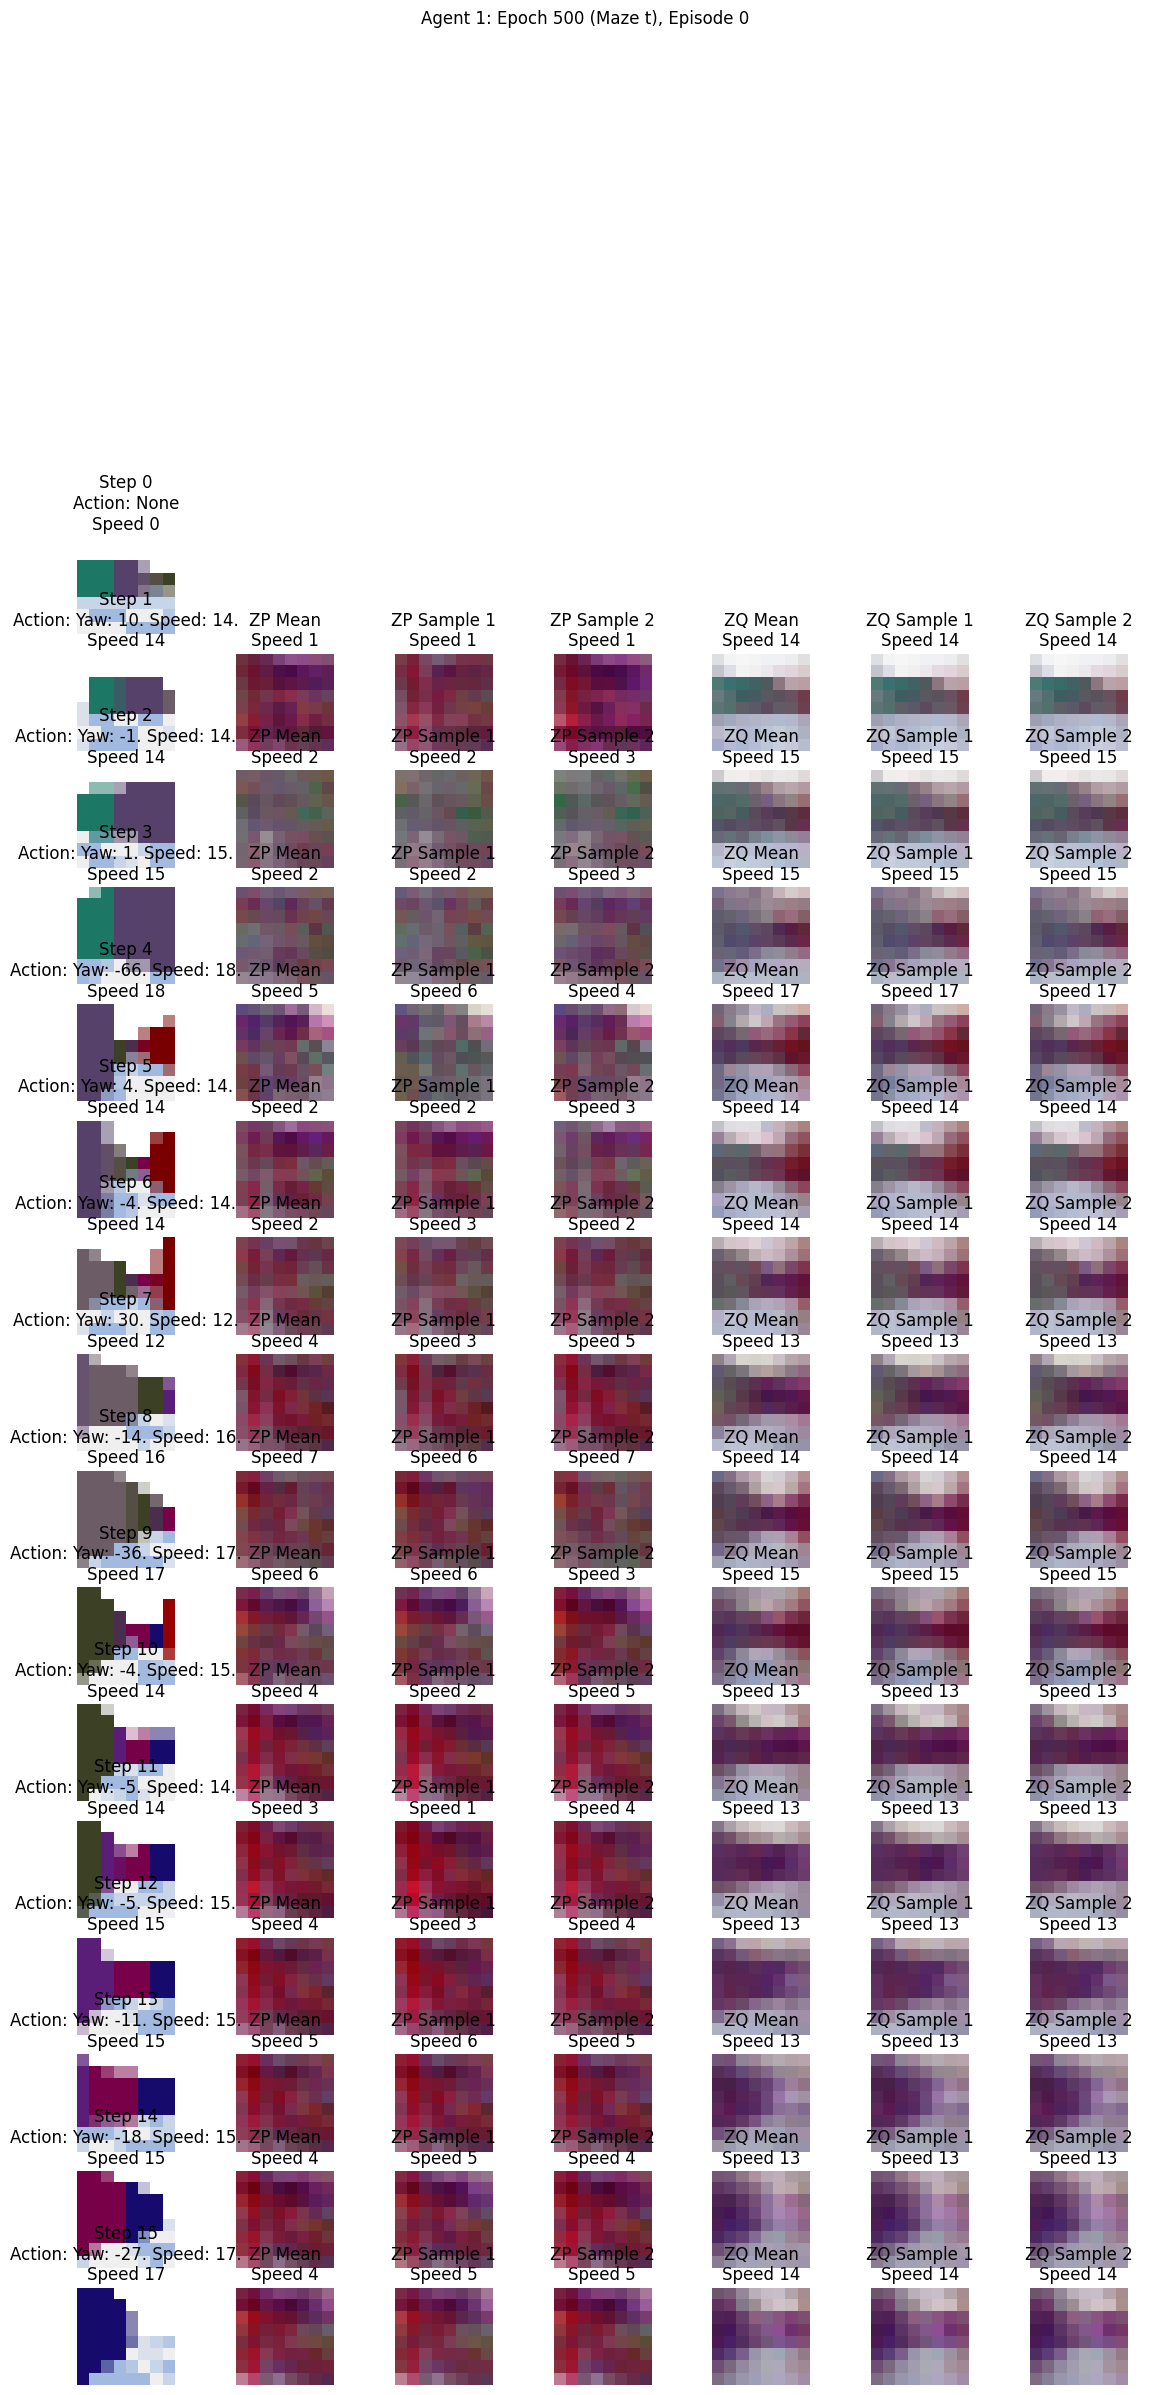 Agent 1: Epoch 500 (Maze t), Episode 0
Step 0
Action: None
Speed 0
Step 1
Action: Yaw: 10. Speed: 14. ZP Mean ZP Sample 1 ZP Sample 2 ZQ Mean ZQ Sample 1 ZQ Sample 2
Speed 14 Speed 1 Speed 1 Speed 1 Speed 14 Speed 14 Speed 14
Step 2
Action: Yaw: -1. Speed: 14. ZP Mean ZP Sample 1 ZP Sample 2 ZQ Mean ZQ Sample 1 ZQ Sample 2
Speed 14 Speed 2 Speed 2 Speed 3 Speed 15 Speed 15 Speed 15
Step 3
Action: Yaw: 1. Speed: 15. ZP Mean ZP Sample 1 ZP Sample 2 ZQ Mean ZQ Sample 1 ZQ Sample 2
Speed 15 Speed 2 Speed 2 Speed 3 Speed 15 Speed 15 Speed 15
Step 4
Action: Yaw: -66. Speed: 18. ZP Mean ZP Sample 1 ZP Sample 2 ZQ Mean ZQ Sample 1 ZQ Sample 2
Speed 18 Speed 5 Speed 6 Speed 4 Speed 17 Speed 17 Speed 17
Step 5
Action: Yaw: 4. Speed: 14. ZP Mean ZP Sample 1 ZP Sample 2 ZQ Mean ZQ Sample 1 ZQ Sample 2
Speed 14 Speed 2 Speed 2 Speed 3 Speed 14 Speed 14 Speed 14
Step 6
Action: Yaw: -4. Speed: 14. ZP Mean ZP Sample 1 ZP Sample 2 ZQ Mean ZQ Sample 1 ZQ Sample 2
Speed 14 Speed 2 Speed 3 Speed 2 Speed 14 Speed 14 Speed 14
Step 7
Action: Yaw: 30. Speed: 12. ZP Mean ZP Sample 1 ZP Sample 2 ZQ Mean ZQ Sample 1 ZQ Sample 2
Speed 12 Speed 4 Speed 3 Speed 5 Speed 13 Speed 13 Speed 13
Step 8
Action: Yaw: -14. Speed: 16. ZP Mean ZP Sample 1 ZP Sample 2 ZQ Mean ZQ Sample 1 ZQ Sample 2
Speed 16 Speed 7 Speed 6 Speed 7 Speed 14 Speed 14 Speed 14
Step 9
Action: Yaw: -36. Speed: 17. ZP Mean ZP Sample 1 ZP Sample 2 ZQ Mean ZQ Sample 1 ZQ Sample 2
Speed 17 Speed 6 Speed 6 Speed 3 Speed 15 Speed 15 Speed 15
Step 10
Action: Yaw: -4. Speed: 15. ZP Mean ZP Sample 1 ZP Sample 2 ZQ Mean ZQ Sample 1 ZQ Sample 2
Speed 14 Speed 4 Speed 2 Speed 5 Speed 13 Speed 13 Speed 13
Step 11
Action: Yaw: -5. Speed: 14. ZP Mean ZP Sample 1 ZP Sample 2 ZQ Mean ZQ Sample 1 ZQ Sample 2
Speed 14 Speed 3 Speed 1 Speed 4 Speed 13 Speed 13 Speed 13
Step 12
Action: Yaw: -5. Speed: 15. ZP Mean ZP Sample 1 ZP Sample 2 ZQ Mean ZQ Sample 1 ZQ Sample 2
Speed 15 Speed 4 Speed 3 Speed 4 Speed 13 Speed 13 Speed 13
Step 13
Action: Yaw: -11. Speed: 15. ZP Mean ZP Sample 1 ZP Sample 2 ZQ Mean ZQ Sample 1 ZQ Sample 2
Speed 15 Speed 5 Speed 6 Speed 5 Speed 13 Speed 13 Speed 13
Step 14
Action: Yaw: -18. Speed: 15. ZP Mean ZP Sample 1 ZP Sample 2 ZQ Mean ZQ Sample 1 ZQ Sample 2
Speed 15 Speed 4 Speed 5 Speed 4 Speed 13 Speed 13 Speed 13
Step 15
Action: Yaw: -27. Speed: 17. ZP Mean ZP Sample 1 ZP Sample 2 ZQ Mean ZQ Sample 1 ZQ Sample 2
Speed 17 Speed 4 Speed 5 Speed 5 Speed 14 Speed 14 Speed 14